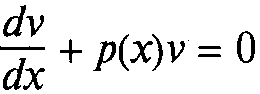 dv/dx + p(x)v = 0